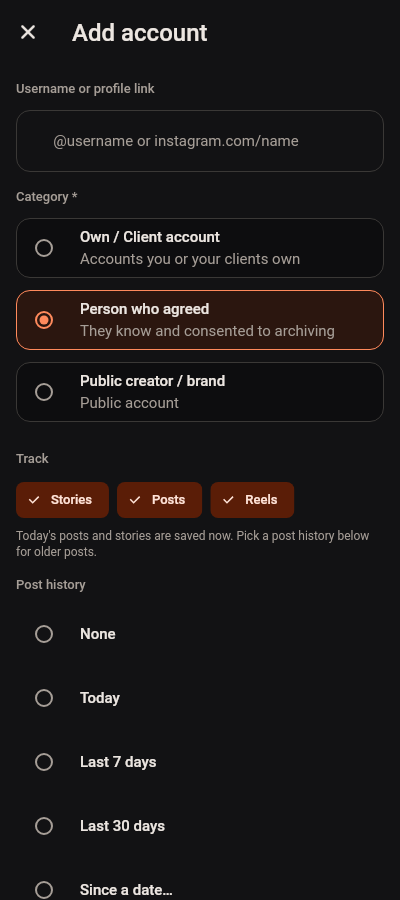 Add account
Username or profile link
@username or instagram.com/name
Category *
Own / Client account
Accounts you or your clients own
Person who agreed
They know and consented to archiving
Public creator / brand
Public account
Track
Stories
Posts
Reels
Today's posts and stories are saved now. Pick a post history below
for older posts.
Post history
None
Today
Last 7 days
Last 30 days
Since a date…